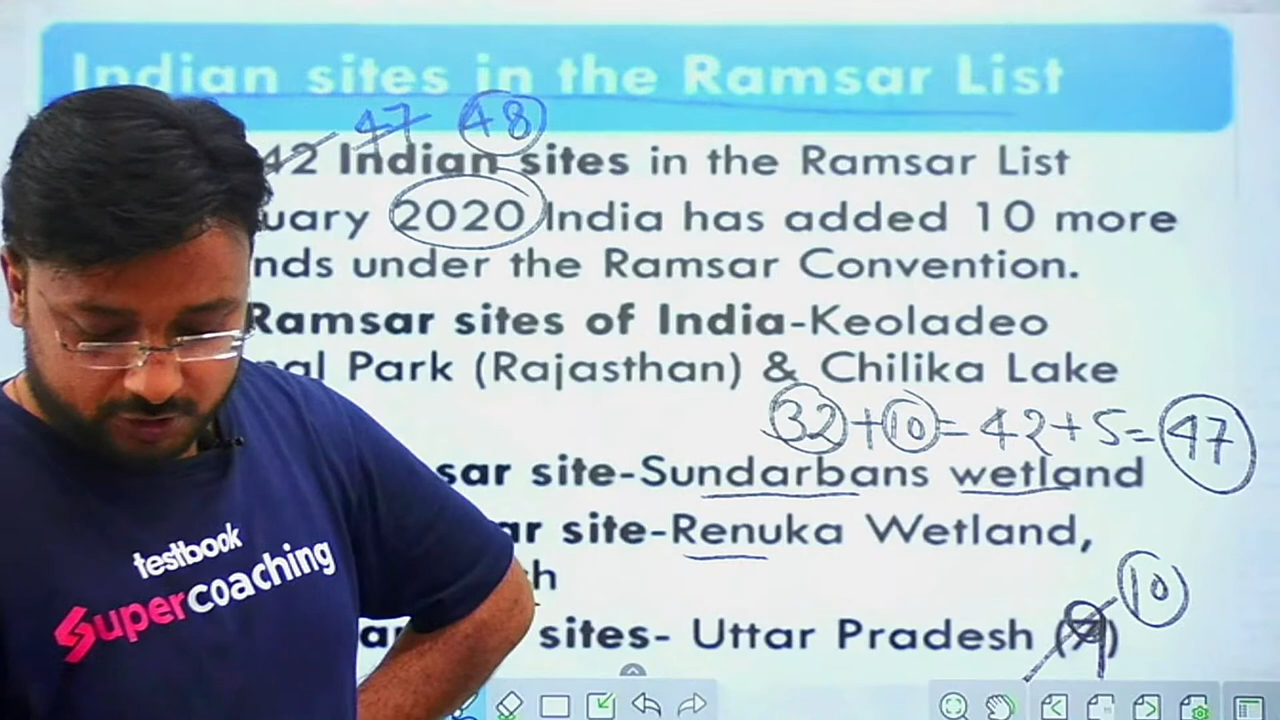 Indian sites in the Ramsar List
47 48
42 Indian sites in the Ramsar List
uary 2020 India has added 10 more
nds under the Ramsar Convention.
Ramsar sites of India-Keoladeo
nal Park (Rajasthan) & Chilika Lake
32+10=42+5=47
sar site-Sundarbans wetland
ar site-Renuka Wetland,
h
10
ar sites- Uttar Pradesh ()
testbook
Supercoaching